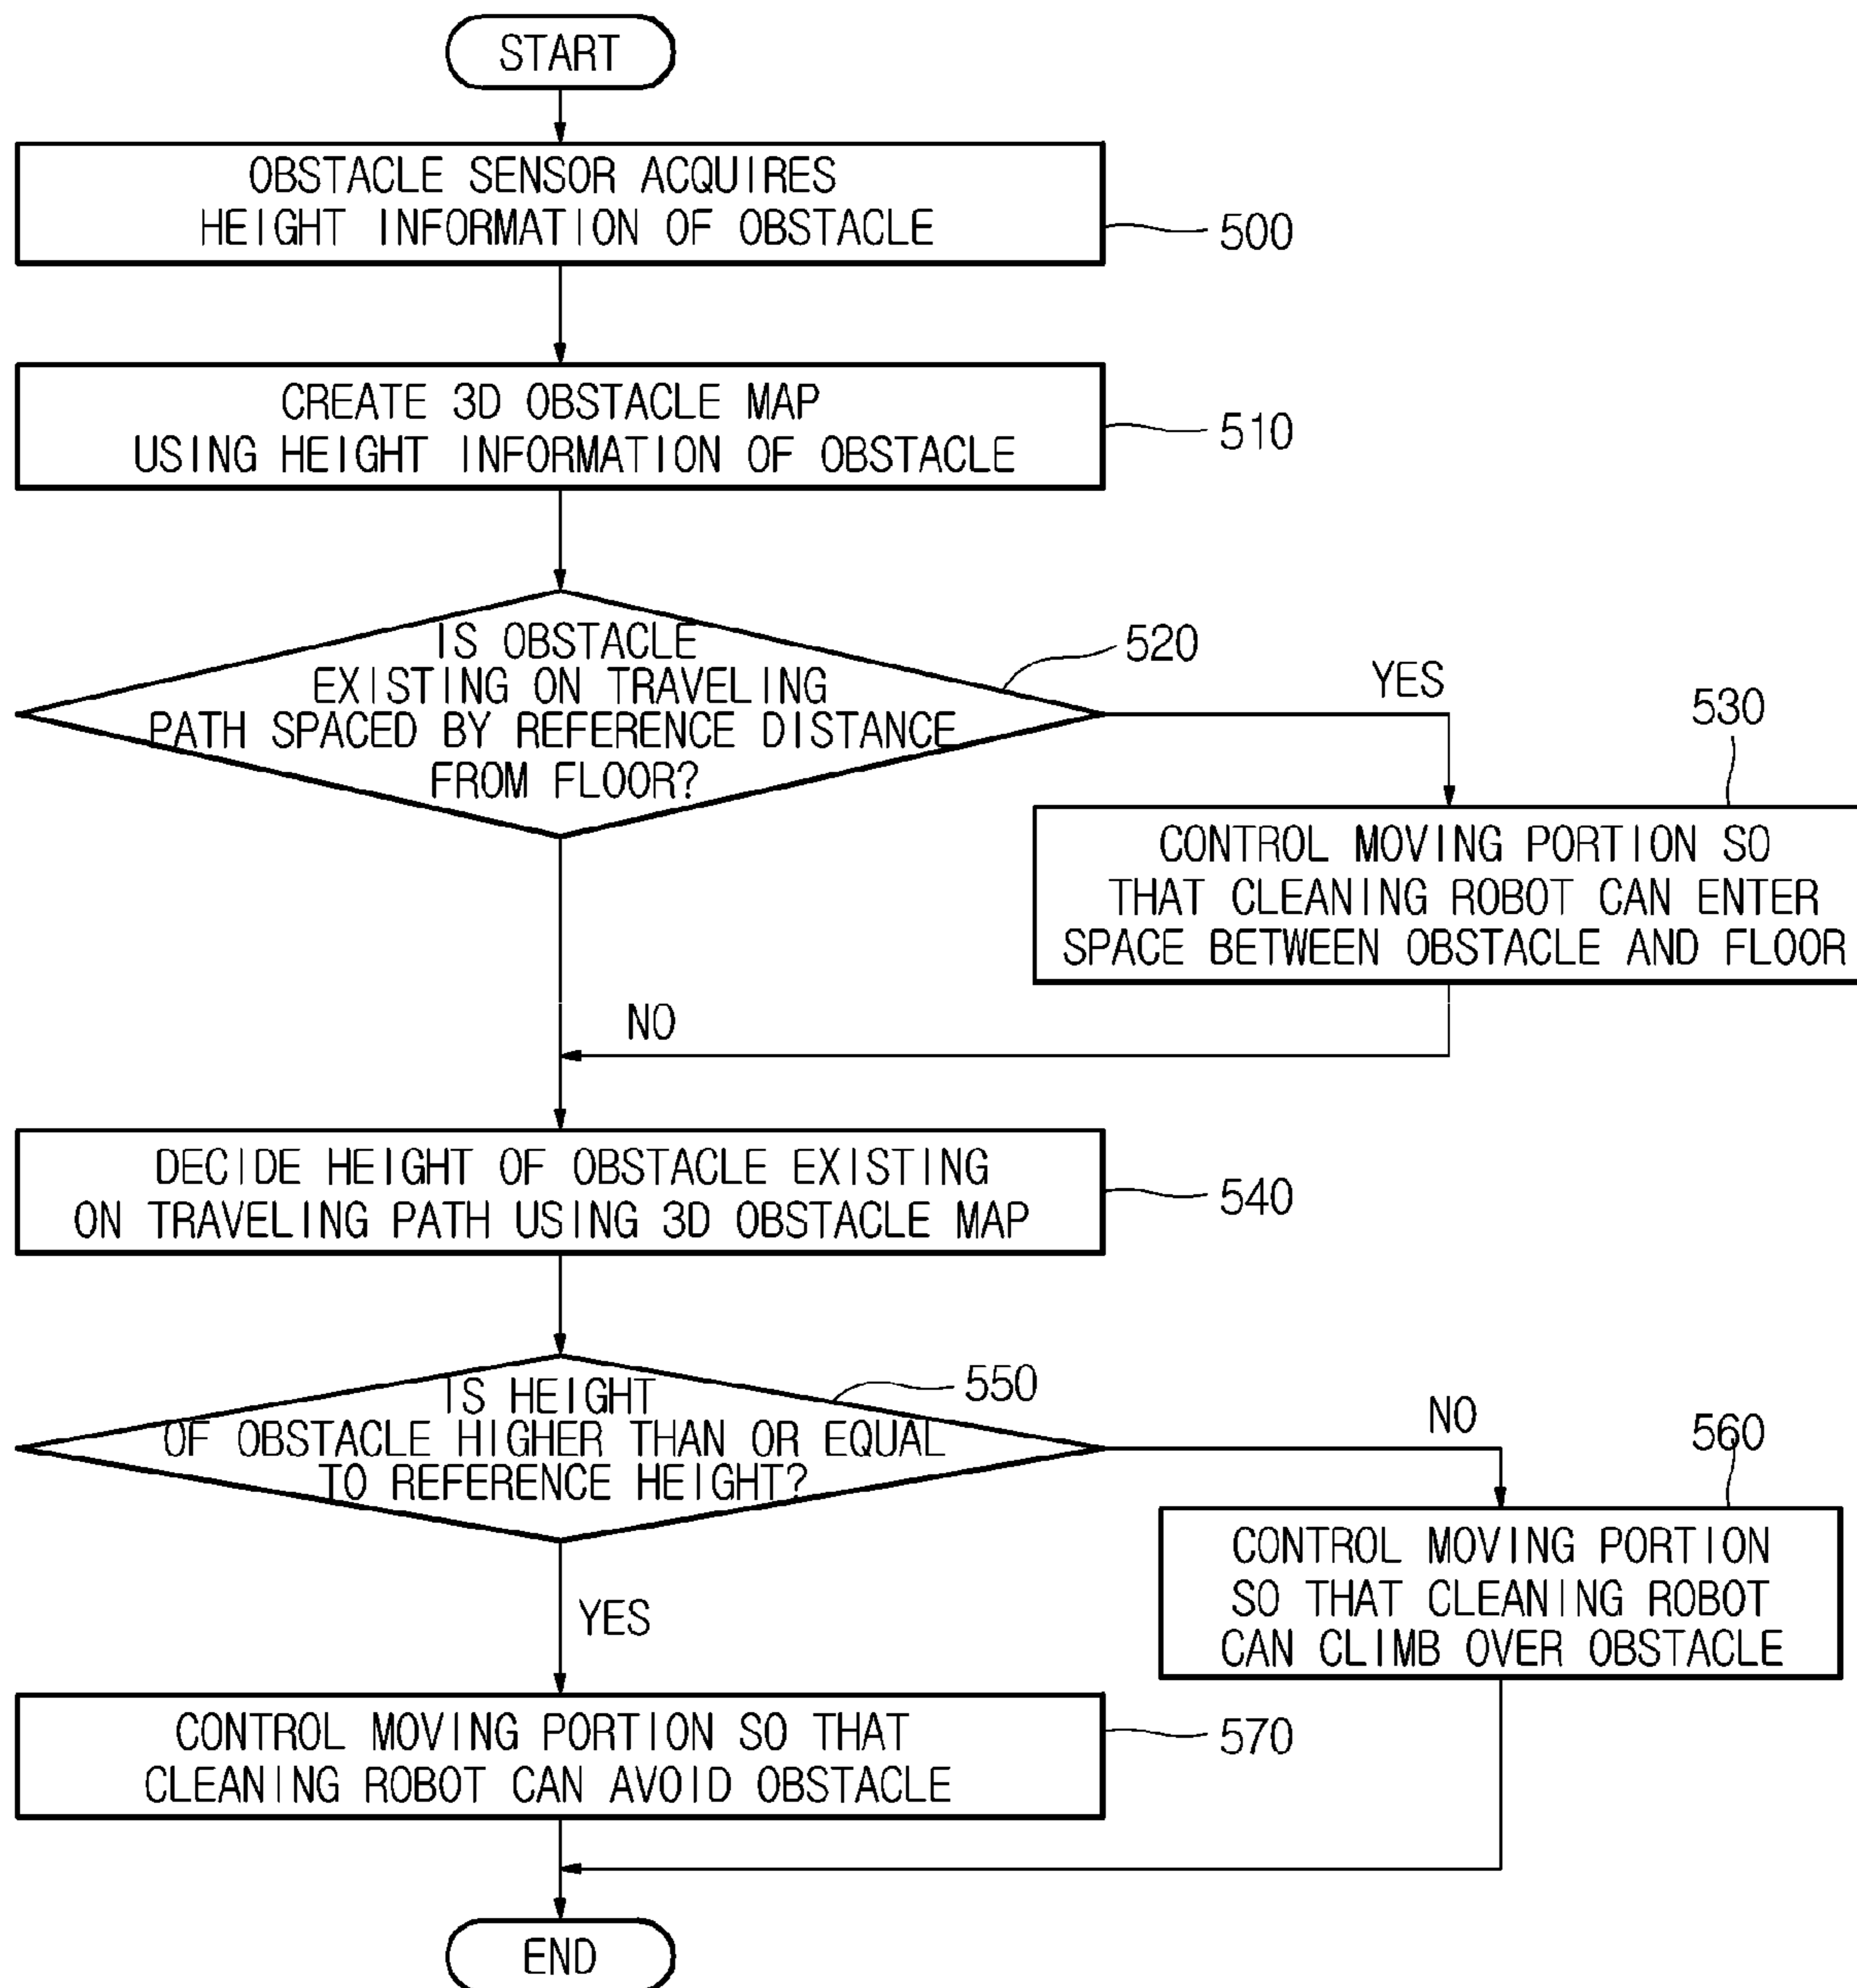 START
OBSTACLE SENSOR ACQUIRES
HEIGHT INFORMATION OF OBSTACLE
500
CREATE 3D OBSTACLE MAP
USING HEIGHT INFORMATION OF OBSTACLE
510
IS OBSTACLE
EXISTING ON TRAVELING
PATH SPACED BY REFERENCE DISTANCE
FROM FLOOR?
520
YES
530
CONTROL MOVING PORTION SO
THAT CLEANING ROBOT CAN ENTER
SPACE BETWEEN OBSTACLE AND FLOOR
NO
DECIDE HEIGHT OF OBSTACLE EXISTING
ON TRAVELING PATH USING 3D OBSTACLE MAP
540
IS HEIGHT
OF OBSTACLE HIGHER THAN OR EQUAL
TO REFERENCE HEIGHT?
550
NO
560
CONTROL MOVING PORTION
SO THAT CLEANING ROBOT
CAN CLIMB OVER OBSTACLE
YES
CONTROL MOVING PORTION SO THAT
CLEANING ROBOT CAN AVOID OBSTACLE
570
END